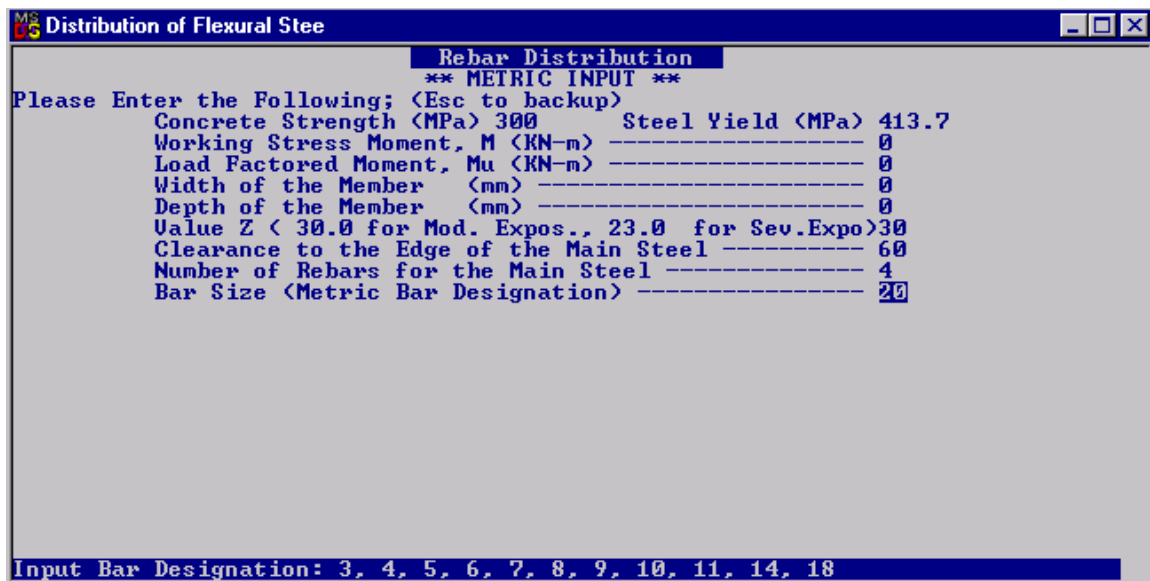 Distribution of Flexural Stee
Rebar Distribution
** METRIC INPUT **
Please Enter the Following; (Esc to backup)
Concrete Strength (MPa) 300 Steel Yield (MPa) 413.7
Working Stress Moment, M (KN-m) ------------------ 0
Load Factored Moment, Mu (KN-m) ------------------ 0
Width of the Member (mm) ----------------------- 0
Depth of the Member (mm) ----------------------- 0
Value Z ( 30.0 for Mod. Expos., 23.0 for Sev.Expo)30
Clearance to the Edge of the Main Steel ---------- 60
Number of Rebars for the Main Steel -------------- 4
Bar Size (Metric Bar Designation) ---------------- 20
Input Bar Designation: 3, 4, 5, 6, 7, 8, 9, 10, 11, 14, 18